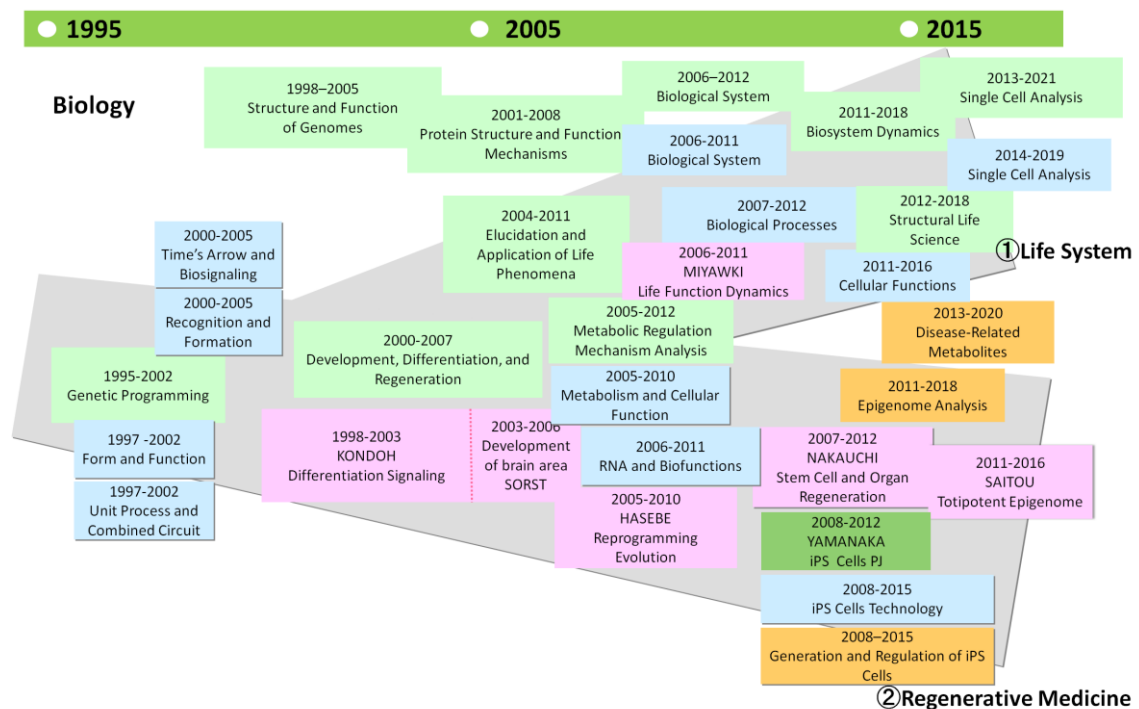 1995
2005
2015
Biology
1998–2005
Structure and Function
of Genomes
2001-2008
Protein Structure and Function
Mechanisms
2006–2012
Biological System
2006-2011
Biological System
2011-2018
Biosystem Dynamics
2013-2021
Single Cell Analysis
2014-2019
Single Cell Analysis
2000-2005
Time's Arrow and
Biosignaling
2000-2005
Recognition and
Formation
2004-2011
Elucidation and
Application of Life
Phenomena
2007-2012
Biological Processes
2012-2018
Structural Life
Science
①Life System
2006-2011
MIYAWKI
Life Function Dynamics
2011-2016
Cellular Functions
2005-2012
Metabolic Regulation
Mechanism Analysis
2013-2020
Disease-Related
Metabolites
2000-2007
Development, Differentiation, and
Regeneration
1995-2002
Genetic Programming
2005-2010
Metabolism and Cellular
Function
2011-2018
Epigenome Analysis
1997 -2002
Form and Function
1998-2003
KONDOH
Differentiation Signaling
2003-2006
Development
of brain area
SORST
2006-2011
RNA and Biofunctions
2007-2012
NAKAUCHI
Stem Cell and Organ
Regeneration
2011-2016
SAITOU
Totipotent Epigenome
1997-2002
Unit Process and
Combined Circuit
2005-2010
HASEBE
Reprogramming
Evolution
2008-2012
YAMANAKA
iPS Cells PJ
2008-2015
iPS Cells Technology
2008–2015
Generation and Regulation of iPS
Cells
②Regenerative Medicine